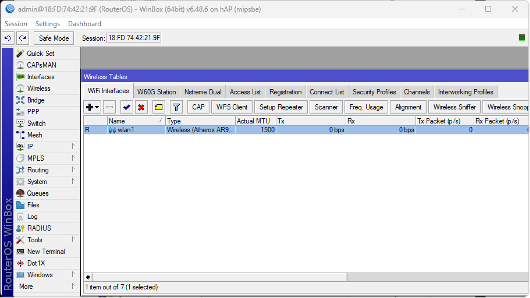 admin@18:FD:74:42:21:9F (RouterOS) - WinBox (64bit) v6.48.6 on hAP (mipsbe)
Session Settings Dashboard
Safe Mode Session: 18:FD:74:42:21:9F
Quick Set
CAPsMAN
Interfaces
Wireless
Bridge
PPP
Switch
Mesh
IP
MPLS
Routing
System
Queues
Files
Log
RADIUS
Tools
New Terminal
Dot1X
Windows
More
RouterOS WinBox
Wireless Tables
WiFi Interfaces W60G Station Nstreme Dual Access List Registration Connect List Security Profiles Channels Interworking Profiles
CAP WPS Client Setup Repeater Scanner Freq. Usage Alignment Wireless Sniffer Wireless Snoop
Name Type Actual MTU Tx Rx Tx Packet (p/s) Rx Packet (p/s)
R wlan1 Wireless (Atheros AR9... 1500 0 bps 0 bps 0
1 item out of 7 (1 selected)